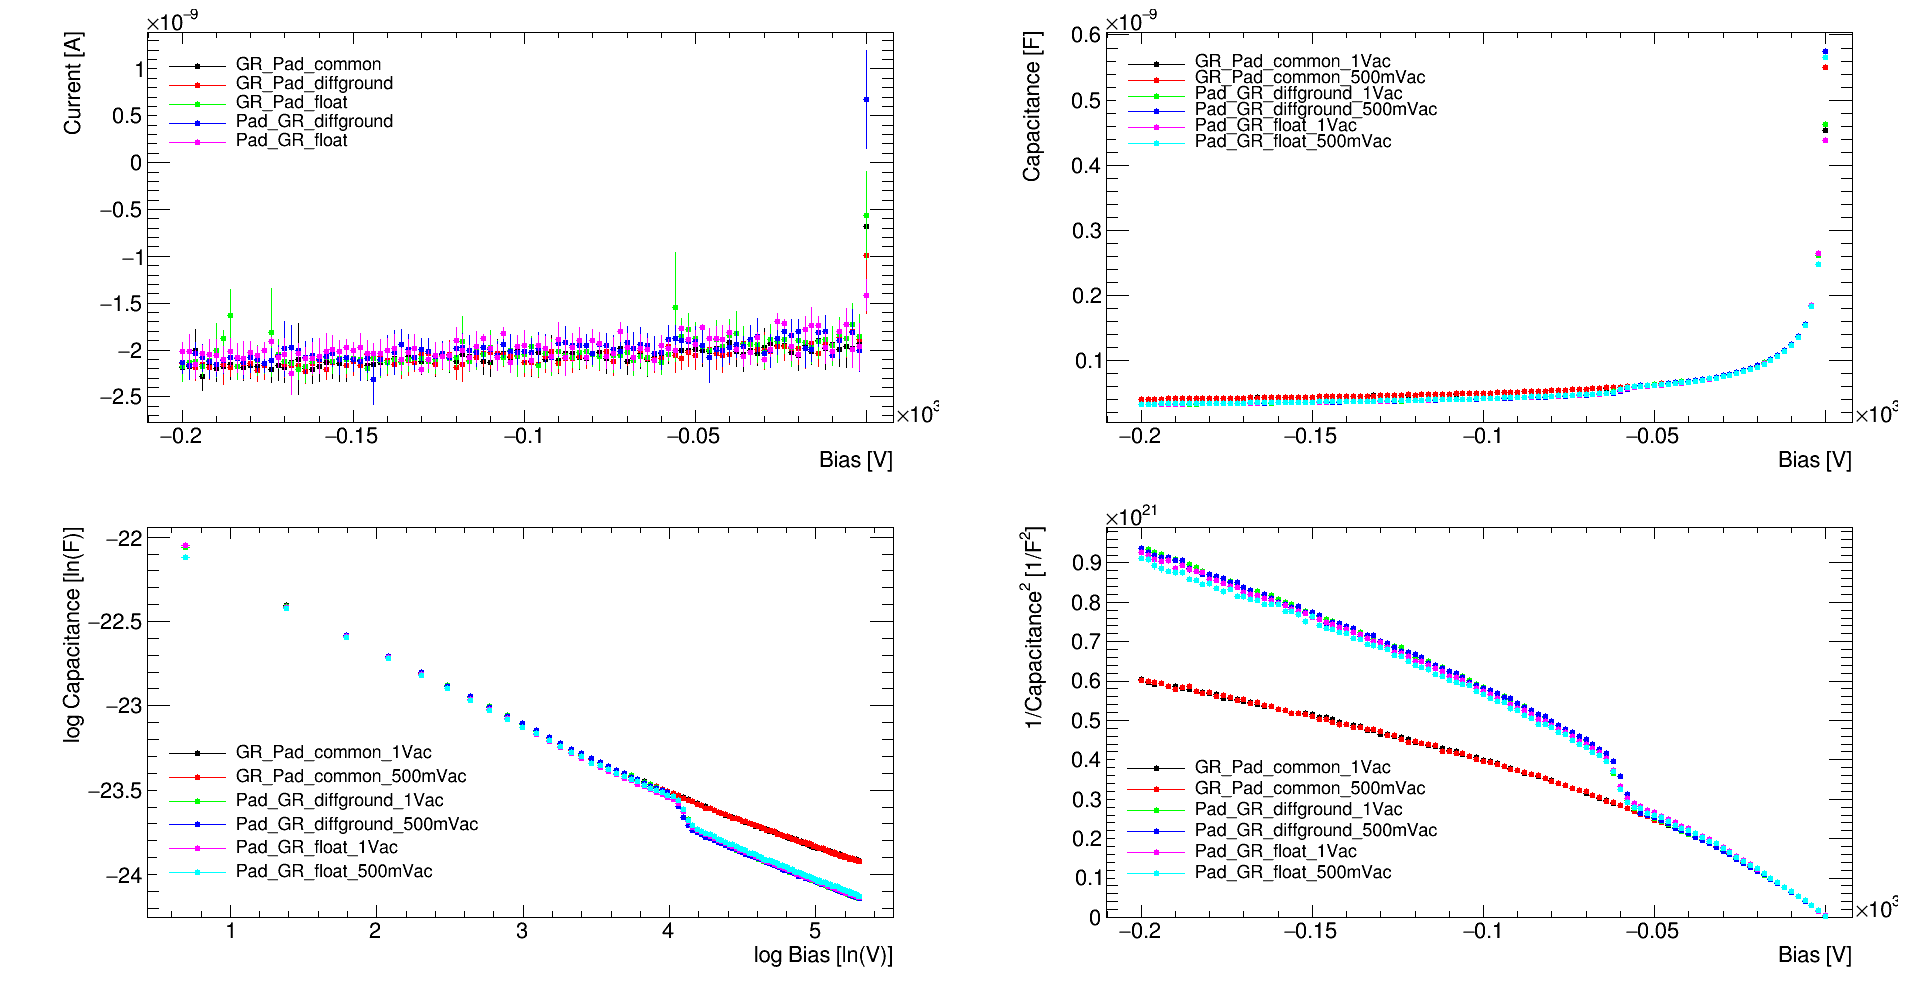 ×10⁻⁹
Current [A]
GR_Pad_common
GR_Pad_diffground
GR_Pad_float
Pad_GR_diffground
Pad_GR_float
1
0.5
0
−0.5
−1
−1.5
−2
−2.5
×10³
−0.2 −0.15 −0.1 −0.05
Bias [V]
×10⁻⁹
Capacitance [F]
GR_Pad_common_1Vac
GR_Pad_common_500mVac
Pad_GR_diffground_1Vac
Pad_GR_diffground_500mVac
Pad_GR_float_1Vac
Pad_GR_float_500mVac
0.6
0.5
0.4
0.3
0.2
0.1
×10³
−0.2 −0.15 −0.1 −0.05
Bias [V]
log Capacitance [ln(F)]
−22
−22.5
−23
−23.5
−24
GR_Pad_common_1Vac
GR_Pad_common_500mVac
Pad_GR_diffground_1Vac
Pad_GR_diffground_500mVac
Pad_GR_float_1Vac
Pad_GR_float_500mVac
1 2 3 4 5
log Bias [ln(V)]
×10²¹
1/Capacitance² [1/F²]
0.9
0.8
0.7
0.6
0.5
0.4
0.3
0.2
0.1
0
GR_Pad_common_1Vac
GR_Pad_common_500mVac
Pad_GR_diffground_1Vac
Pad_GR_diffground_500mVac
Pad_GR_float_1Vac
Pad_GR_float_500mVac
×10³
−0.2 −0.15 −0.1 −0.05
Bias [V]